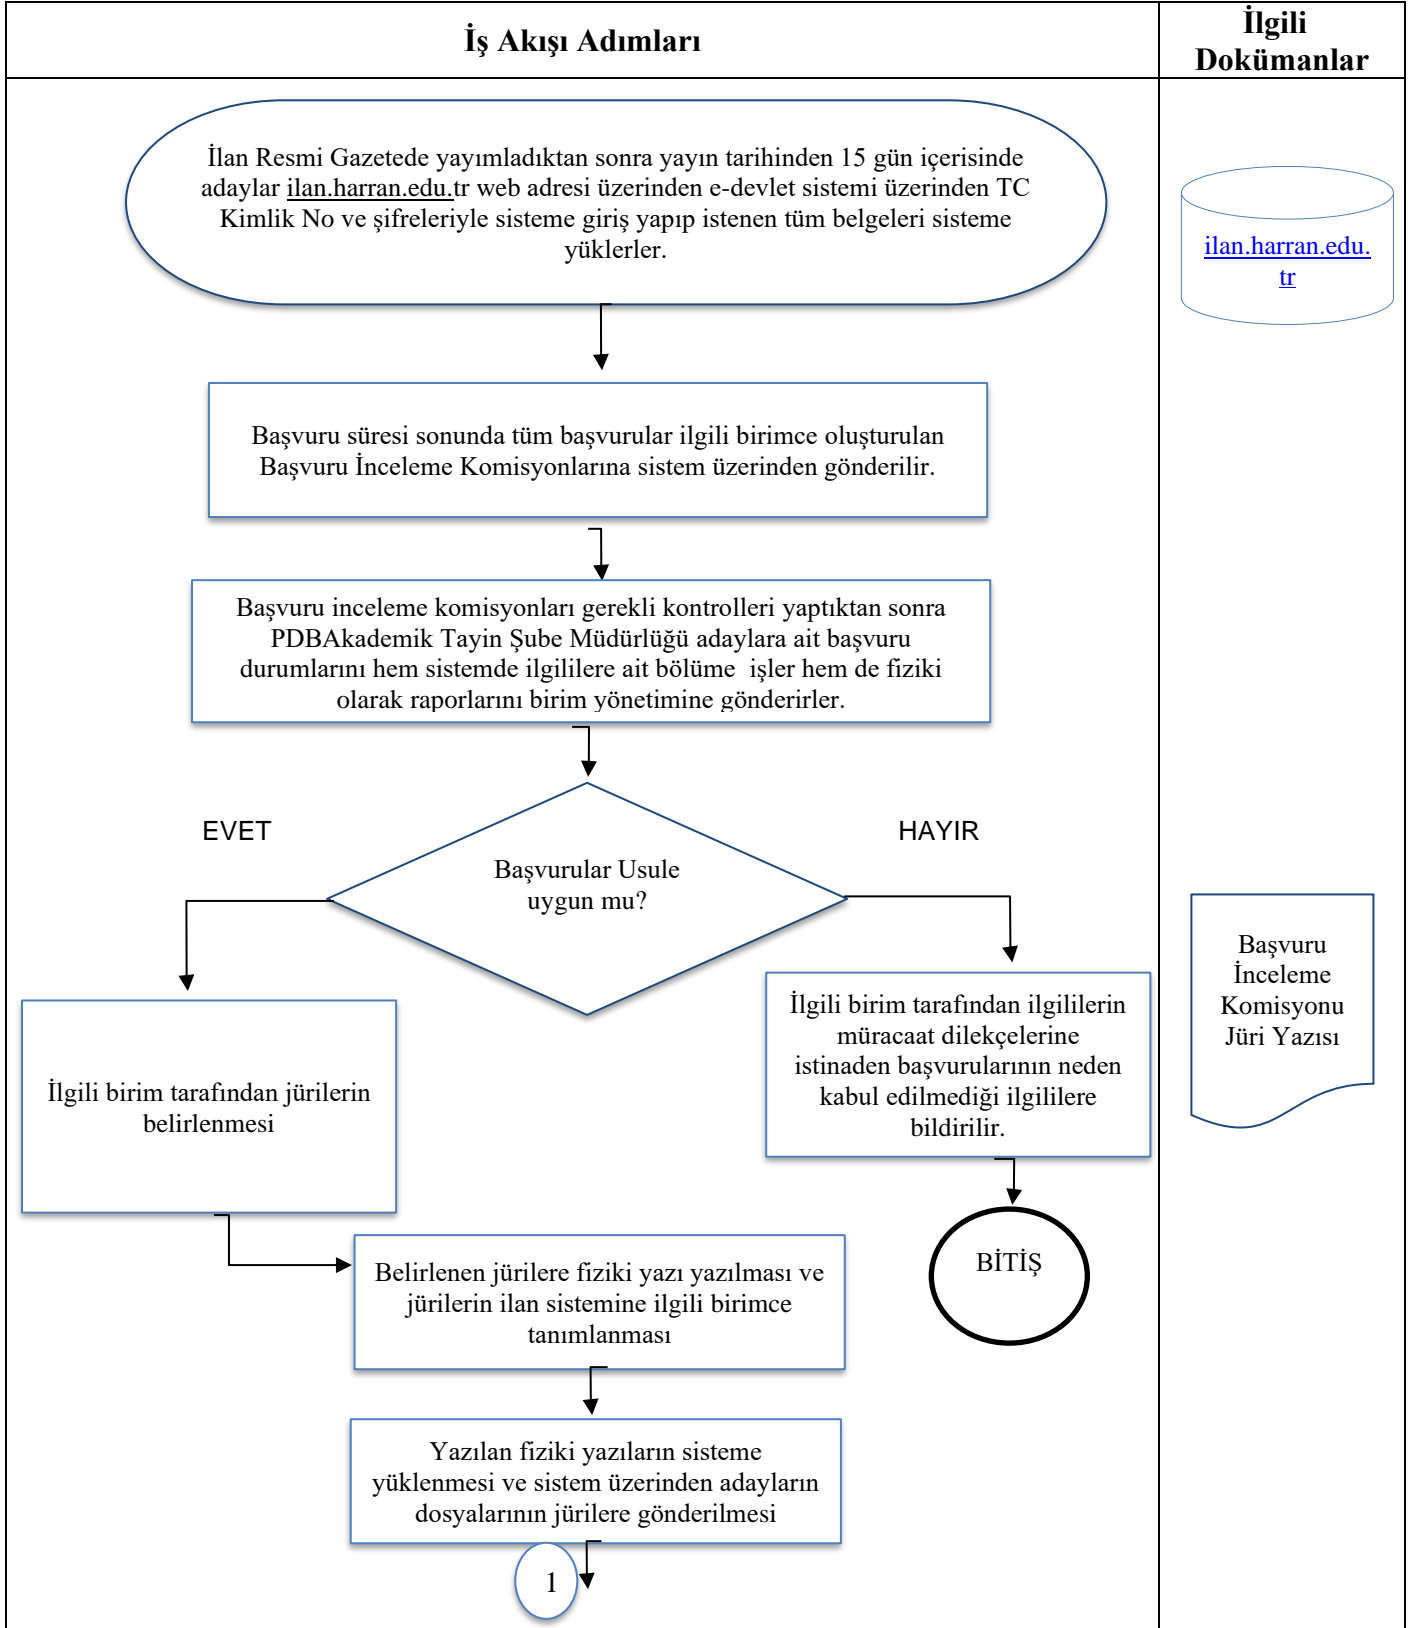 İş Akışı Adımları
İlgili
Dokümanlar
İlan Resmi Gazetede yayımladıktan sonra yayın tarihinden 15 gün içerisinde
adaylar ilan.harran.edu.tr web adresi üzerinden e-devlet sistemi üzerinden TC
Kimlik No ve şifreleriyle sisteme giriş yapıp istenen tüm belgeleri sisteme
yüklerler.
ilan.harran.edu.
tr
Başvuru süresi sonunda tüm başvurular ilgili birimce oluşturulan
Başvuru İnceleme Komisyonlarına sistem üzerinden gönderilir.
Başvuru inceleme komisyonları gerekli kontrolleri yaptıktan sonra
PDBAkademik Tayin Şube Müdürlüğü adaylara ait başvuru
durumlarını hem sistemde ilgililere ait bölüme  işler hem de fiziki
olarak raporlarını birim yönetimine gönderirler.
EVET
HAYIR
Başvurular Usule
uygun mu?
İlgili birim tarafından jürilerin
belirlenmesi
İlgili birim tarafından ilgililerin
müracaat dilekçelerine
istinaden başvurularının neden
kabul edilmediği ilgililere
bildirilir.
Başvuru
İnceleme
Komisyonu
Jüri Yazısı
BİTİŞ
Belirlenen jürilere fiziki yazı yazılması ve
jürilerin ilan sistemine ilgili birimce
tanımlanması
Yazılan fiziki yazıların sisteme
yüklenmesi ve sistem üzerinden adayların
dosyalarının jürilere gönderilmesi
1